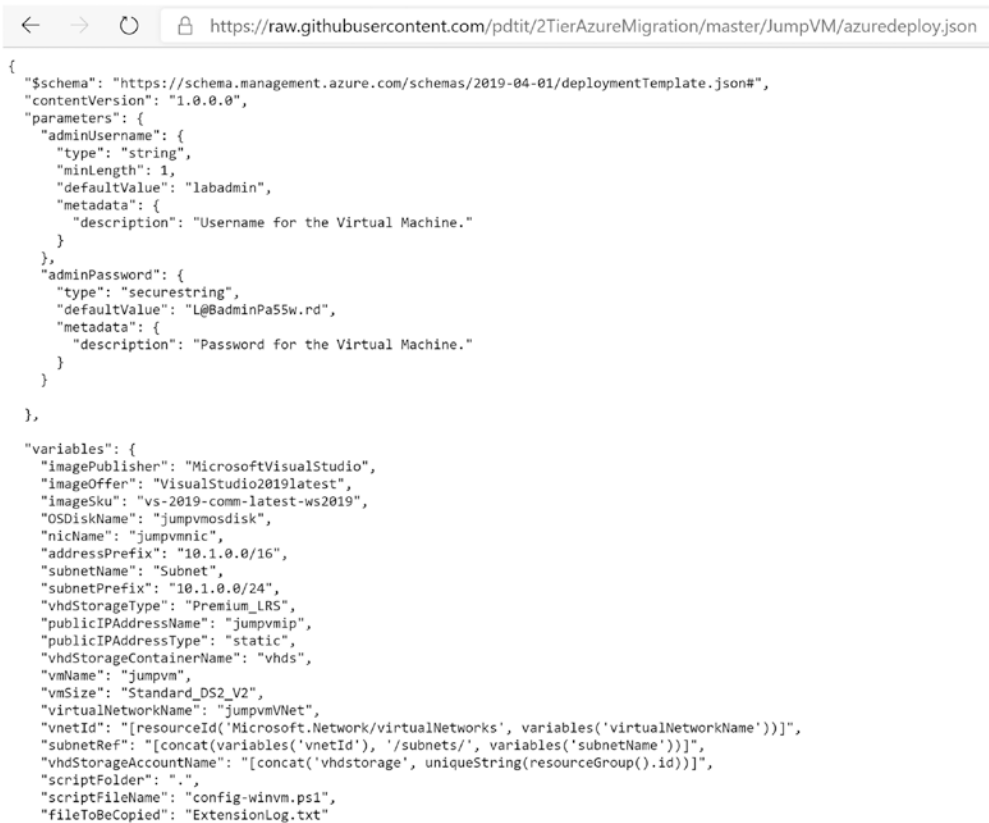 https://raw.githubusercontent.com/pdtit/2TierAzureMigration/master/JumpVM/azuredeploy.json
{
"$schema": "https://schema.management.azure.com/schemas/2019-04-01/deploymentTemplate.json#",
"contentVersion": "1.0.0.0",
"parameters": {
"adminUsername": {
"type": "string",
"minLength": 1,
"defaultValue": "labadmin",
"metadata": {
"description": "Username for the Virtual Machine."
}
},
"adminPassword": {
"type": "securestring",
"defaultValue": "L@BadminPa55w.rd",
"metadata": {
"description": "Password for the Virtual Machine."
}
}
},
"variables": {
"imagePublisher": "MicrosoftVisualStudio",
"imageOffer": "VisualStudio2019latest",
"imageSku": "vs-2019-comm-latest-ws2019",
"OSDiskName": "jumpvmosdisk",
"nicName": "jumpvmnic",
"addressPrefix": "10.1.0.0/16",
"subnetName": "Subnet",
"subnetPrefix": "10.1.0.0/24",
"vhdStorageType": "Premium_LRS",
"publicIPAddressName": "jumpvmip",
"publicIPAddressType": "static",
"vhdStorageContainerName": "vhds",
"vmName": "jumpvm",
"vmSize": "Standard_DS2_V2",
"virtualNetworkName": "jumpvmVNet",
"vnetId": "[resourceId('Microsoft.Network/virtualNetworks', variables('virtualNetworkName'))]",
"subnetRef": "[concat(variables('vnetId'), '/subnets/', variables('subnetName'))]",
"vhdStorageAccountName": "[concat('vhdstorage', uniqueString(resourceGroup().id))]",
"scriptFolder": ".",
"scriptFileName": "config-winvm.ps1",
"fileToBeCopied": "ExtensionLog.txt"